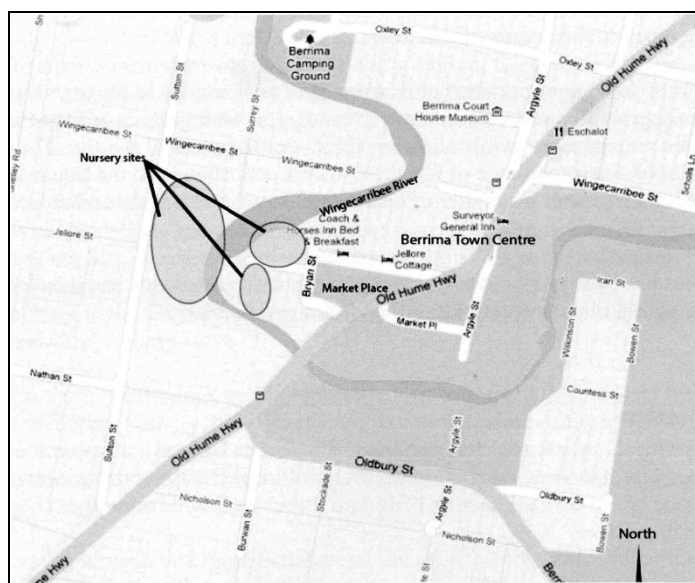 Oxley St
Old Hume Hwy
Berrima
Camping
Ground
Sutton St
Surrey St
Argyle St
Oxley St
Berrima Court
House Museum
Eschalot
Wingecarribee St
Nursery sites
Wingecarribee St
Wingecarribee River
Wingecarribee St
Jellore St
Coach &
Horses Inn Bed
& Breakfast
Surveyor
General Inn
Berrima Town Centre
Jellore
Cottage
Bryan St
Market Place
Old Hume Hwy
Iran St
Market Pl
Argyle St
Wilkinson St
Bowen St
Nathan St
Countess St
Sutton St
Old Hume Hwy
Argyle St
Oldbury St
Stockade St
Nicholson St
Burwan St
Argyle St
Oldbury St
Nicholson St
Bowen St
North
Hume Hwy